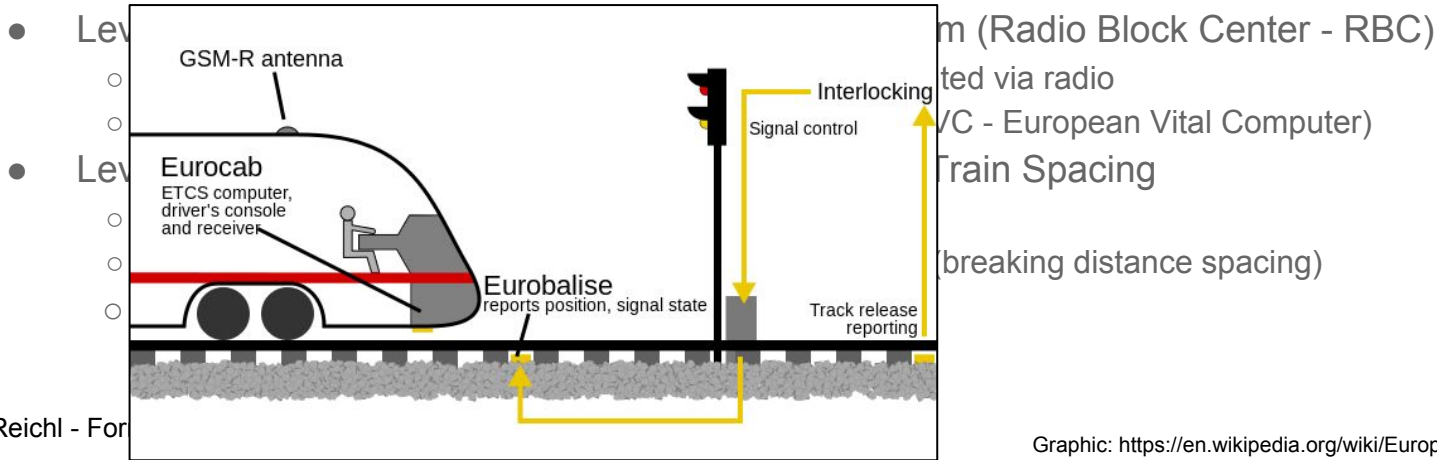 Lev
m (Radio Block Center - RBC)
ted via radio
VC - European Vital Computer)
Lev
Train Spacing
(breaking distance spacing)
GSM-R antenna
Eurocab
ETCS computer,
driver's console
and receiver
Eurobalise
reports position, signal state
Interlocking
Signal control
Track release
reporting
Reichl - For
Graphic: https://en.wikipedia.org/wiki/Europ